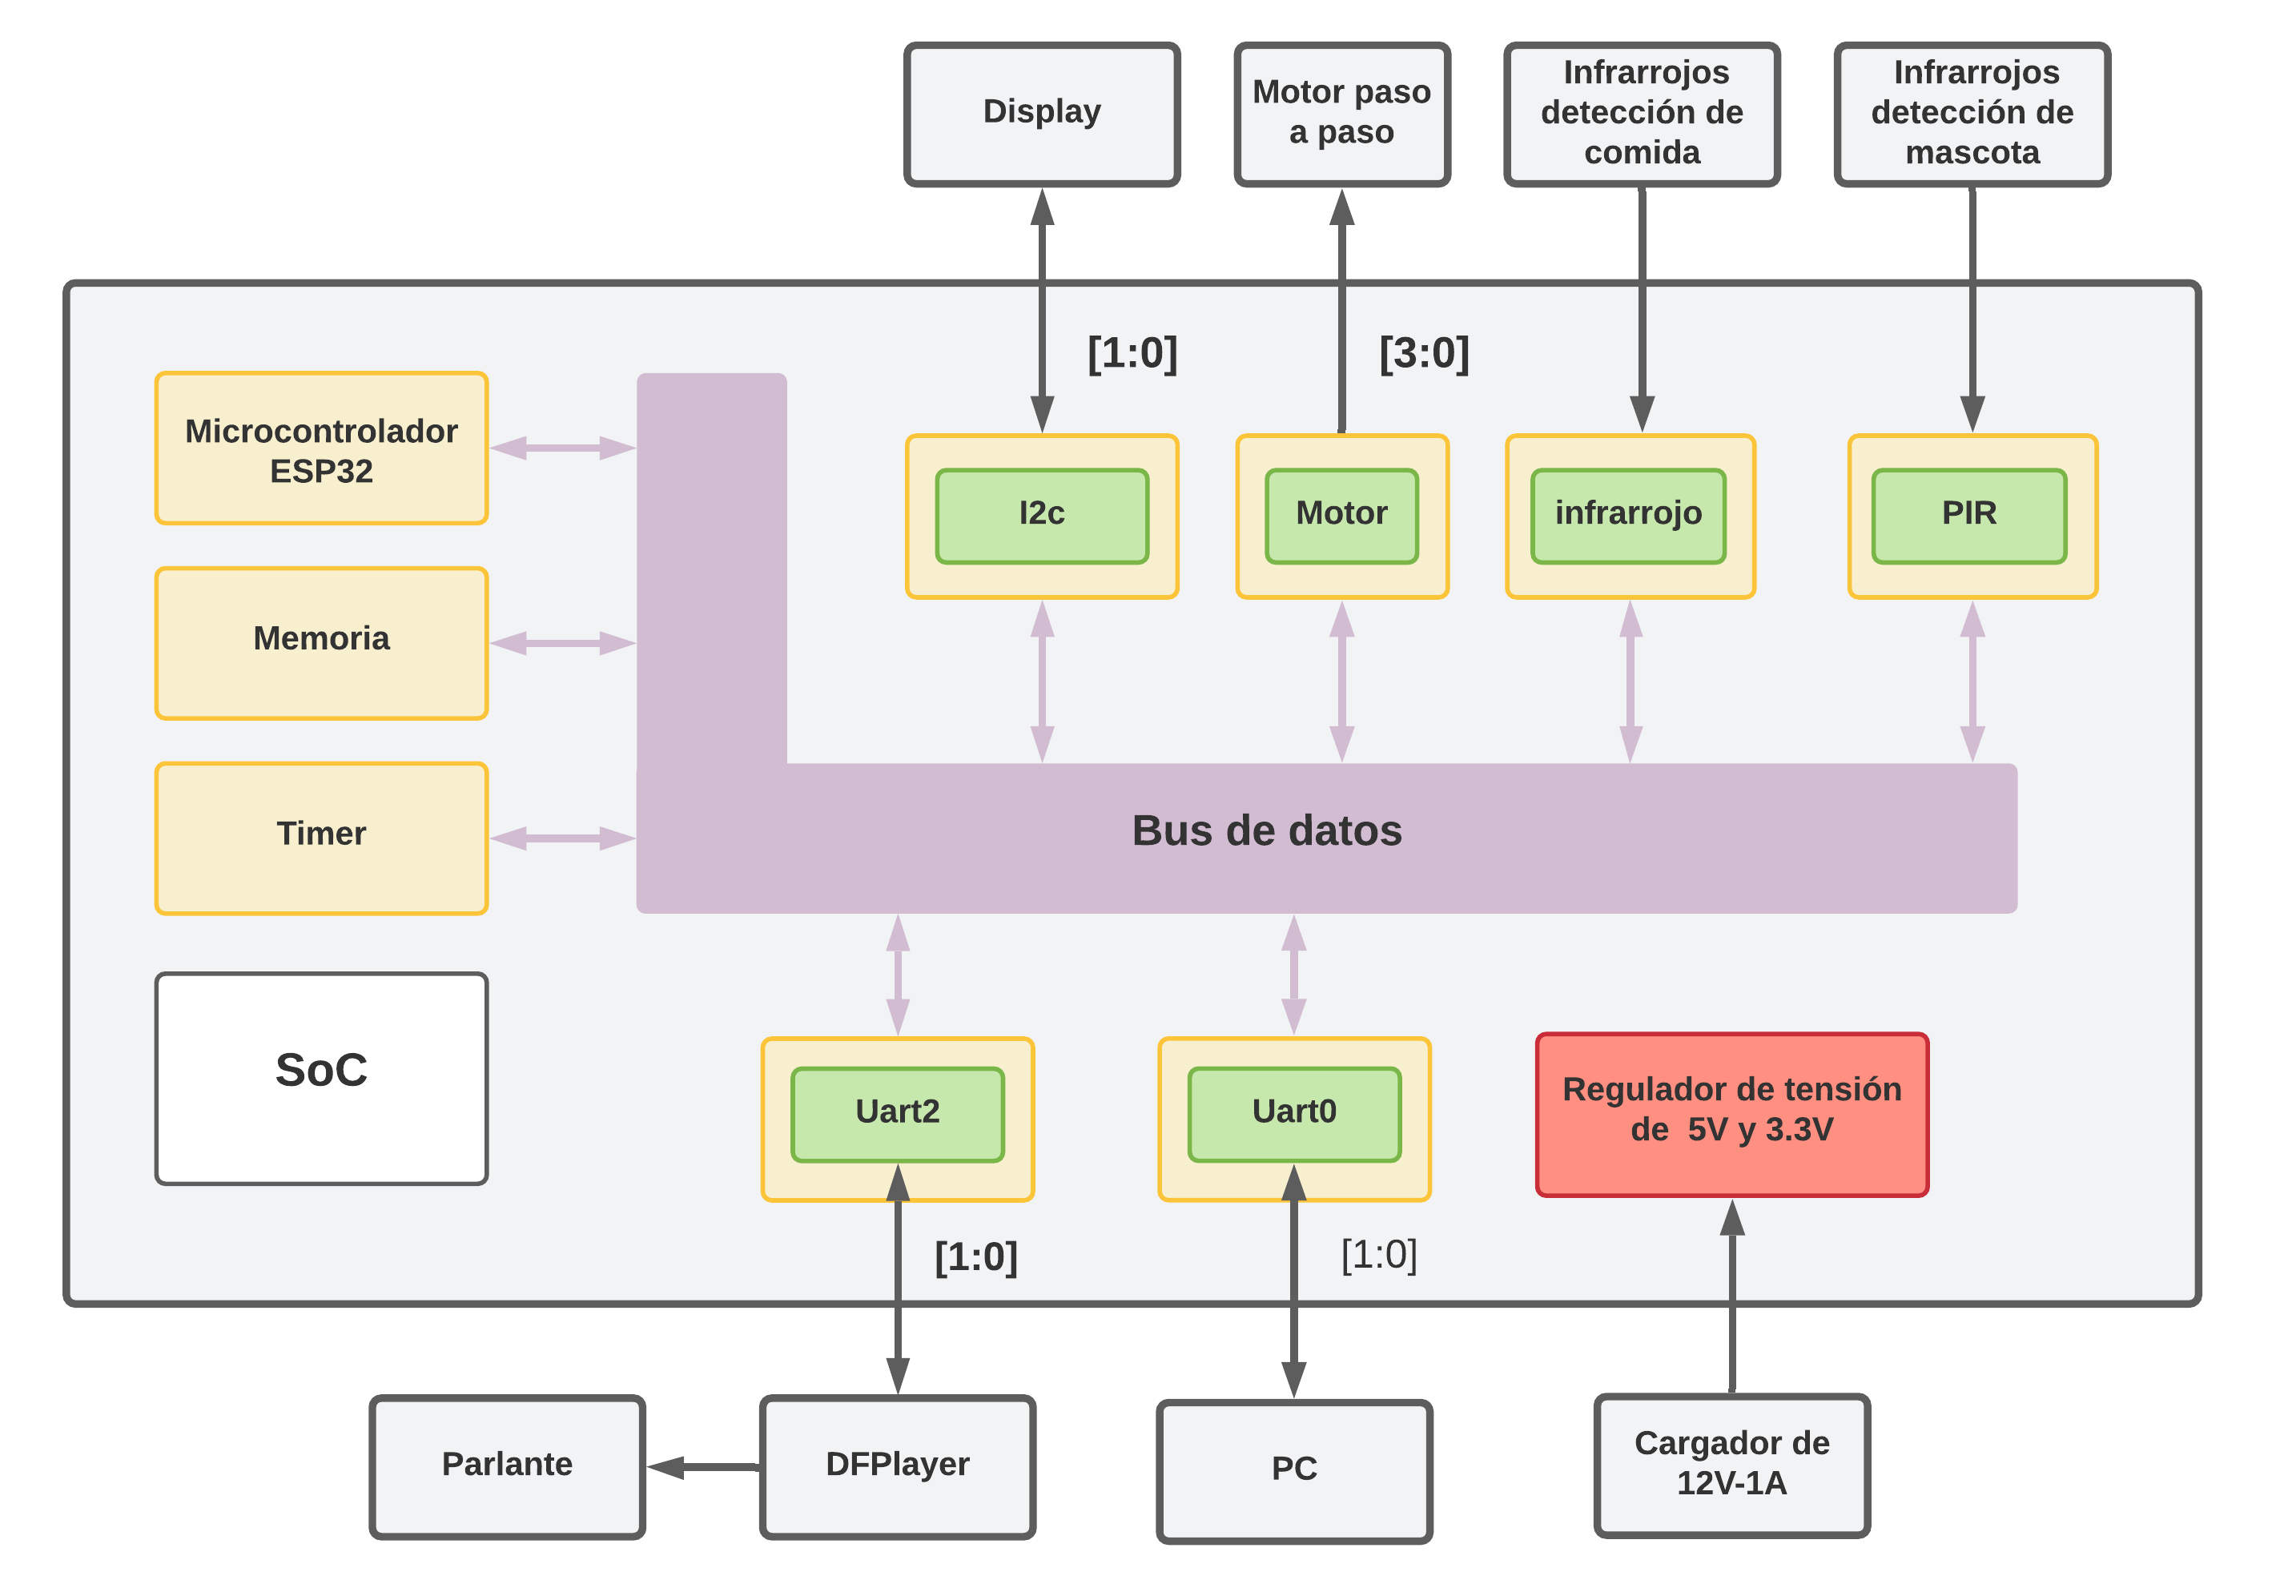 Display
Motor paso
a paso
Infrarrojos
detección de
comida
Infrarrojos
detección de
mascota
[1:0]
[3:0]
Microcontrolador
ESP32
I2c
Motor
infrarrojo
PIR
Memoria
Timer
Bus de datos
SoC
Uart2
Uart0
Regulador de tensión
de  5V y 3.3V
[1:0]
[1:0]
Parlante
DFPlayer
PC
Cargador de
12V-1A